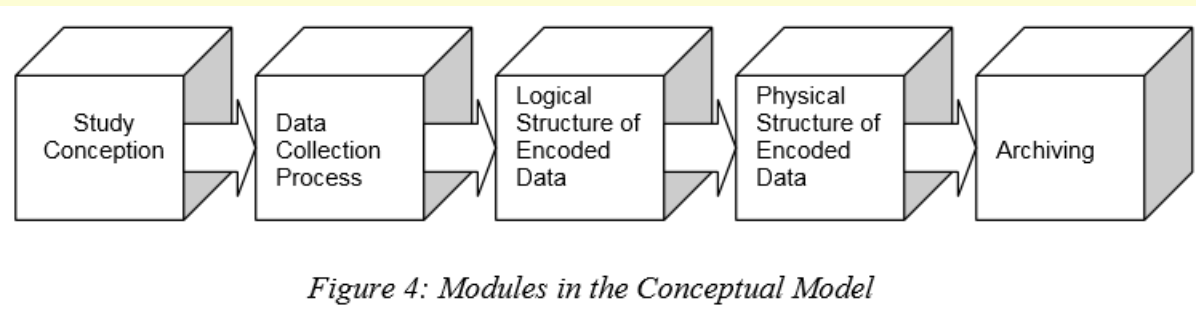 Study
Conception
Data
Collection
Process
Logical
Structure of
Encoded
Data
Physical
Structure of
Encoded
Data
Archiving
Figure 4: Modules in the Conceptual Model